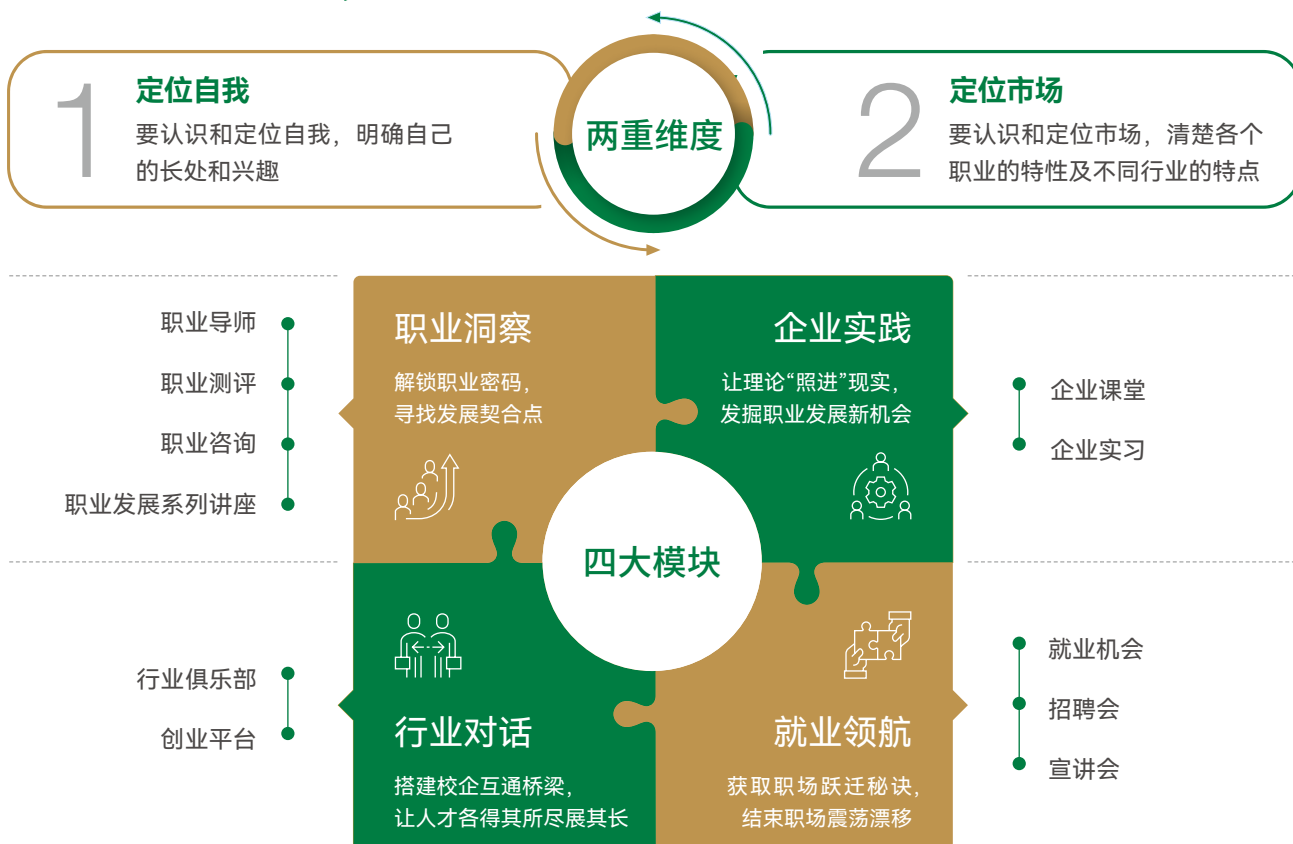 1
定位自我
要认识和定位自我，明确自己
的长处和兴趣
两重维度
2
定位市场
要认识和定位市场，清楚各个
职业的特性及不同行业的特点
职业导师
职业测评
职业咨询
职业发展系列讲座
职业洞察
解锁职业密码，
寻找发展契合点
企业实践
让理论“照进”现实，
发掘职业发展新机会
企业课堂
企业实习
四大模块
行业俱乐部
创业平台
行业对话
搭建校企互通桥梁，
让人才各得其所尽展其长
就业领航
获取职场跃迁秘诀，
结束职场震荡漂移
就业机会
招聘会
宣讲会